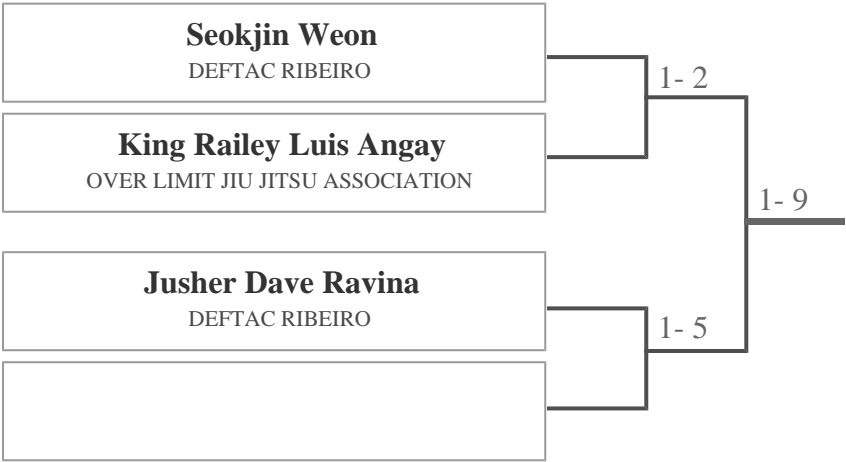 Seokjin Weon
DEFTAC RIBEIRO
1- 2
King Railey Luis Angay
OVER LIMIT JIU JITSU ASSOCIATION
1- 9
Jusher Dave Ravina
DEFTAC RIBEIRO
1- 5